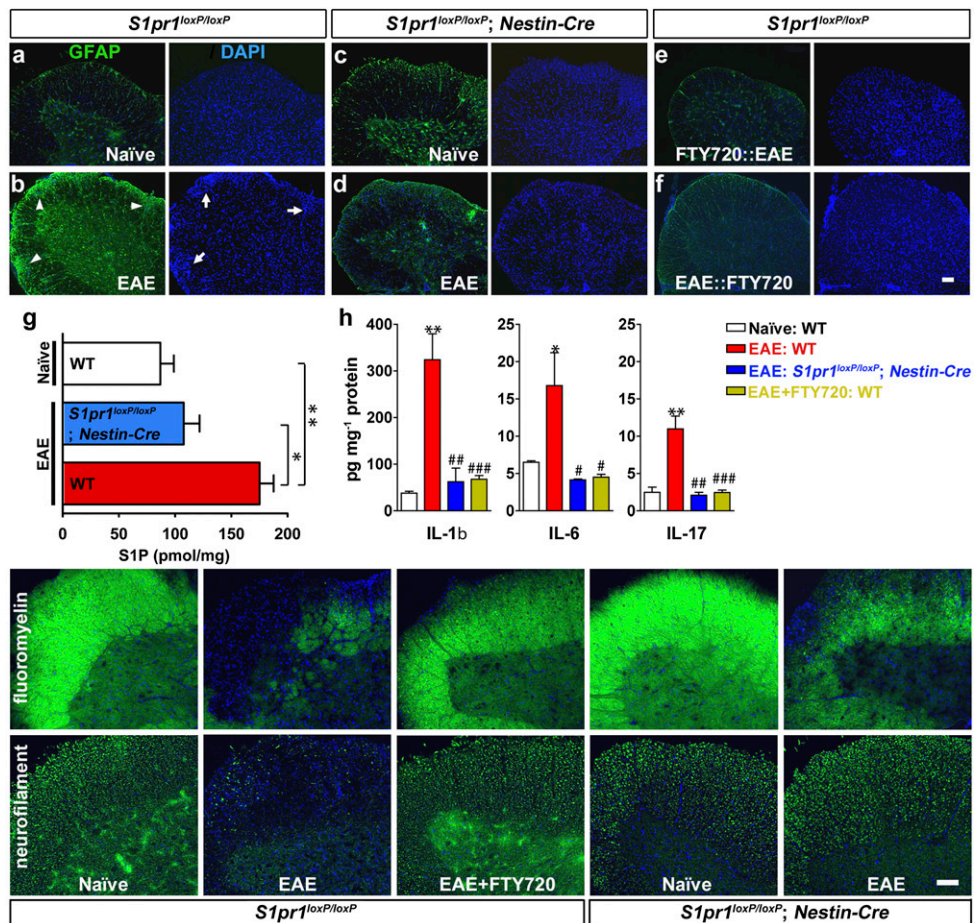 S1pr1loxP/loxP
S1pr1loxP/loxP; Nestin-Cre
S1pr1loxP/loxP
a GFAP / DAPI
Naïve
c
Naïve
e
FTY720::EAE
b
EAE
d
EAE
f
EAE::FTY720
g
Naïve
WT
EAE
S1pr1loxP/loxP
; Nestin-Cre
WT
**
*
0 50 100 150 200
S1P (pmol/mg)
h
pg mg-1 protein
400
300
200
100
0
**
##
###
IL-1b
25
20
15
10
5
0
*
#
#
IL-6
25
20
15
10
5
0
**
##
###
IL-17
Naïve: WT
EAE: WT
EAE: S1pr1loxP/loxP; Nestin-Cre
EAE+FTY720: WT
fluoromyelin
neurofilament
Naïve
EAE
EAE+FTY720
Naïve
EAE
S1pr1loxP/loxP
S1pr1loxP/loxP; Nestin-Cre